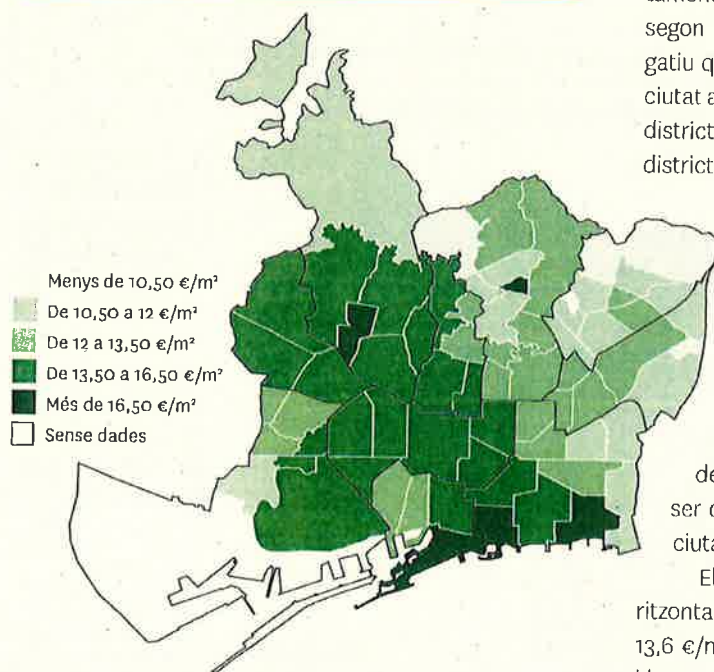 segon
gatiu q
ciutat a
district
district
Menys de 10,50 €/m²
De 10,50 a 12 €/m²
De 12 a 13,50 €/m²
De 13,50 a 16,50 €/m²
Més de 16,50 €/m²
Sense dades
de
ser c
ciuta
El
ritzonta
13,6 €/m